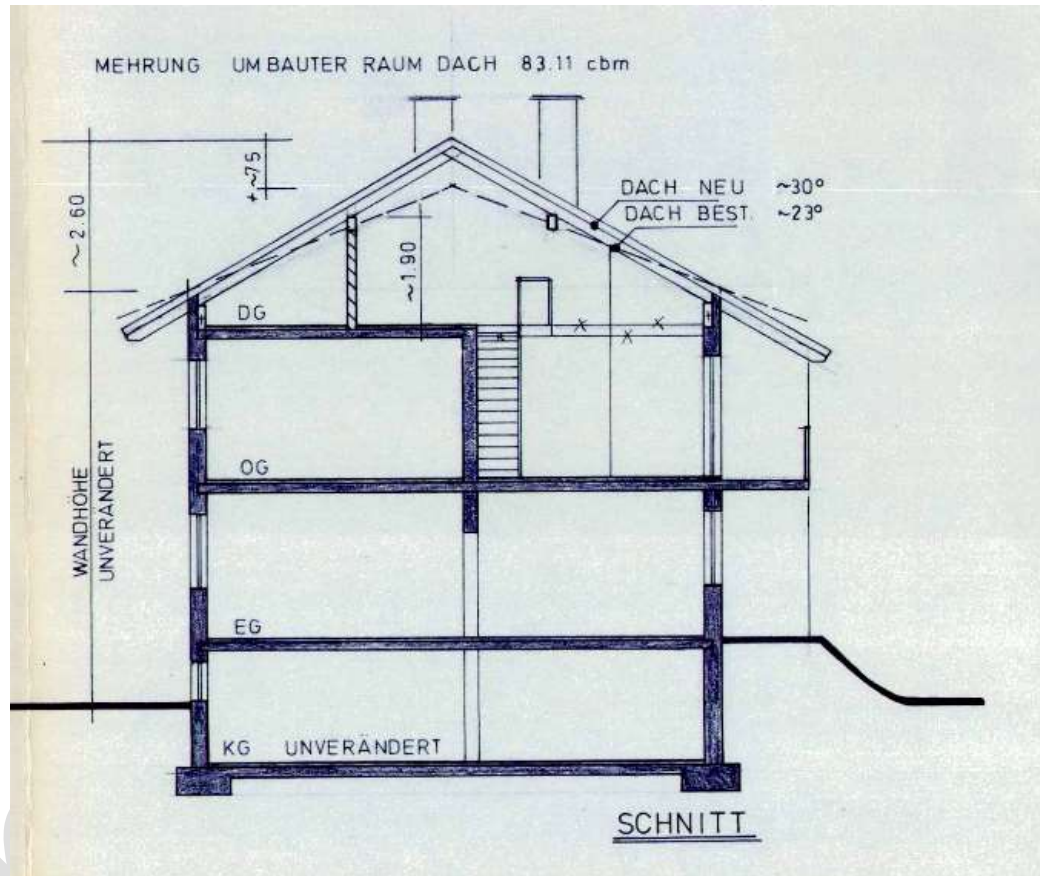 MEHRUNG UMBAUTER RAUM DACH 83.11 cbm
+~75
~2.60
DACH NEU ~30°
DACH BEST. ~23°
~1.90
DG
OG
WANDHÖHE
UNVERÄNDERT
EG
KG UNVERÄNDERT
SCHNITT